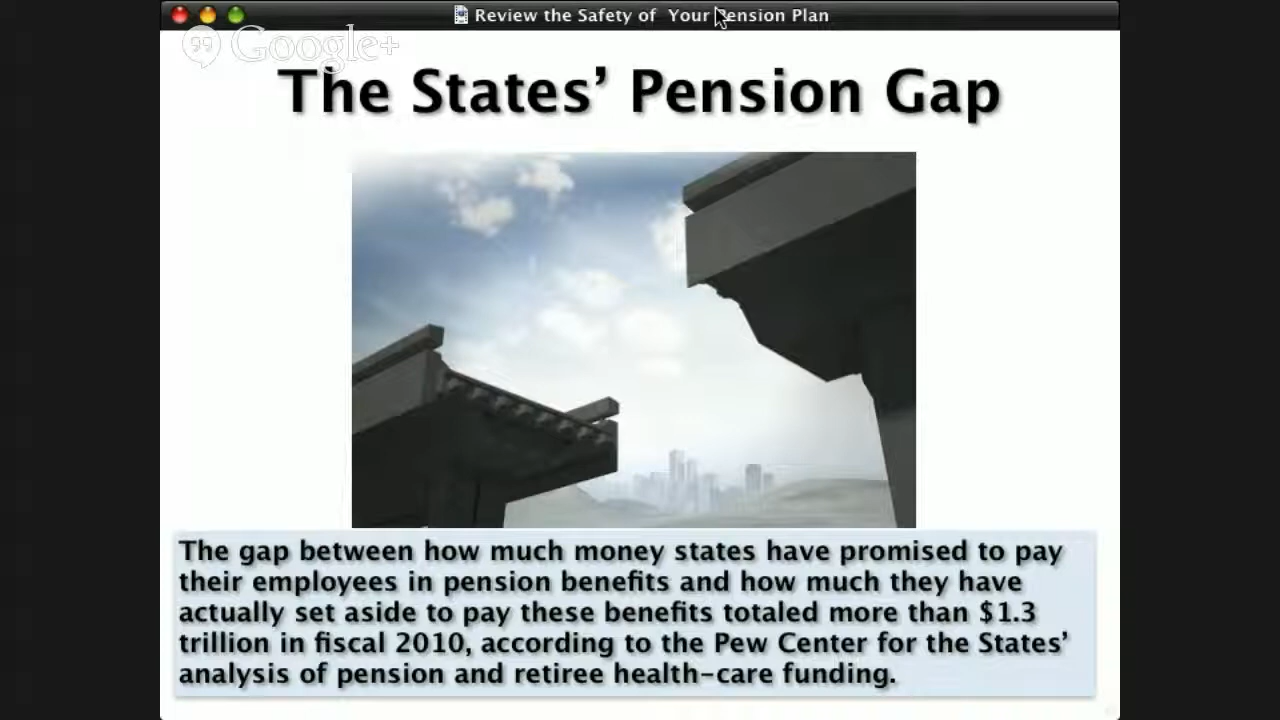 Review the Safety of Your Pension Plan
Google+
The States’ Pension Gap
The gap between how much money states have promised to pay
their employees in pension benefits and how much they have
actually set aside to pay these benefits totaled more than $1.3
trillion in fiscal 2010, according to the Pew Center for the States’
analysis of pension and retiree health-care funding.